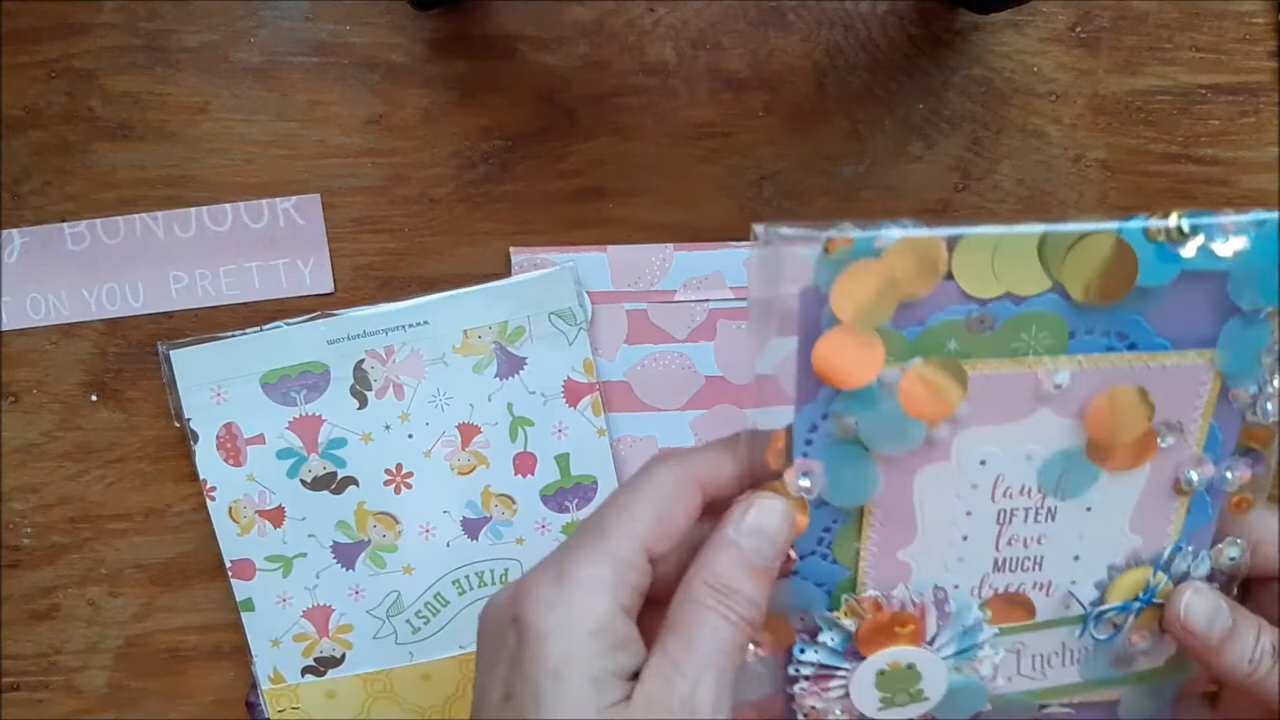 BONJOUR
ON YOU PRETTY
www.kandcompany.com
PIXIE DUST
laugh
OFTEN
love
MUCH
dream